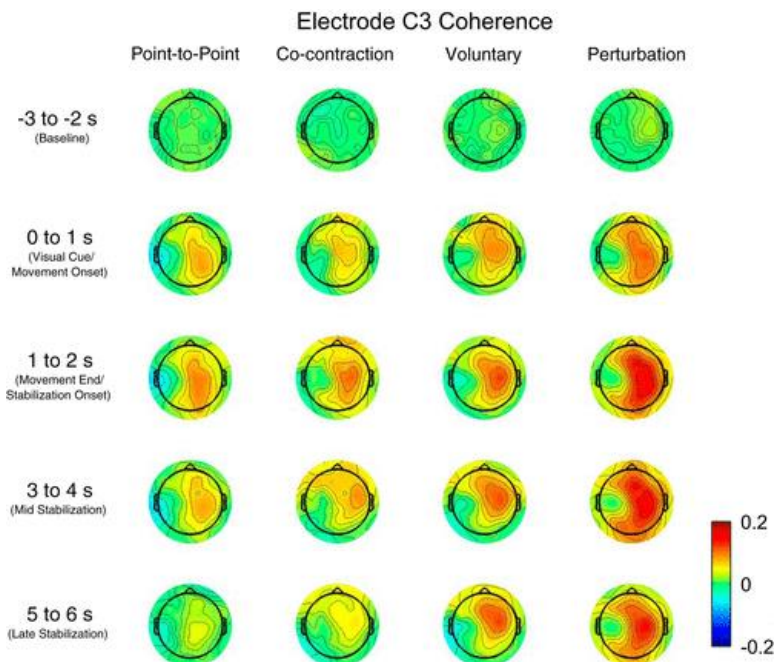 Electrode C3 Coherence
Point-to-Point Co-contraction Voluntary Perturbation
-3 to -2 s
(Baseline)
0 to 1 s
(Visual Cue/
Movement Onset)
1 to 2 s
(Movement End/
Stabilization Onset)
3 to 4 s
(Mid Stabilization)
0.2
0
-0.2
5 to 6 s
(Late Stabilization)